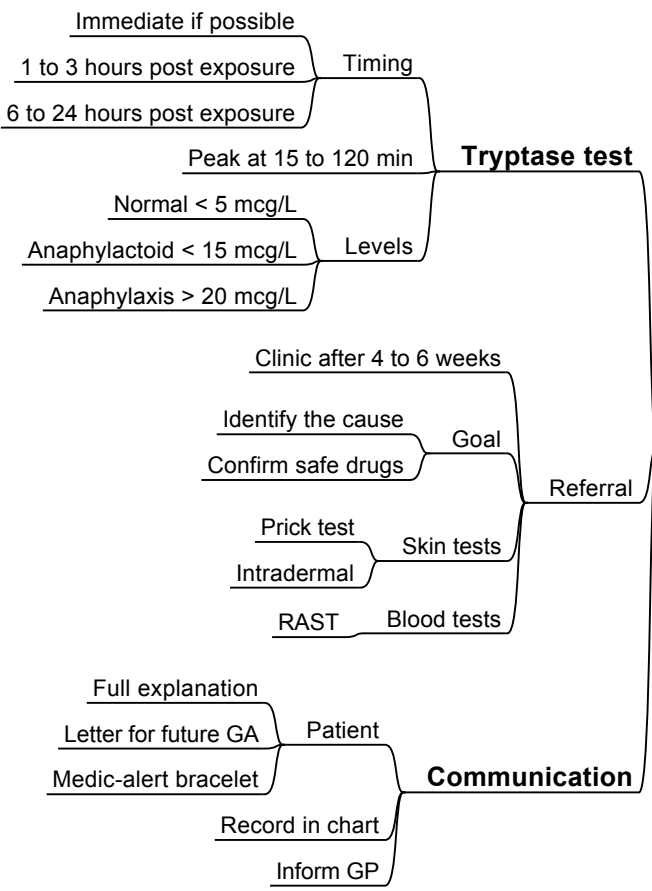 Immediate if possible
1 to 3 hours post exposure
Timing
6 to 24 hours post exposure
Peak at 15 to 120 min
Tryptase test
Normal < 5 mcg/L
Anaphylactoid < 15 mcg/L
Levels
Anaphylaxis > 20 mcg/L
Clinic after 4 to 6 weeks
Identify the cause
Goal
Confirm safe drugs
Referral
Prick test
Skin tests
Intradermal
RAST
Blood tests
Full explanation
Letter for future GA
Patient
Medic-alert bracelet
Communication
Record in chart
Inform GP